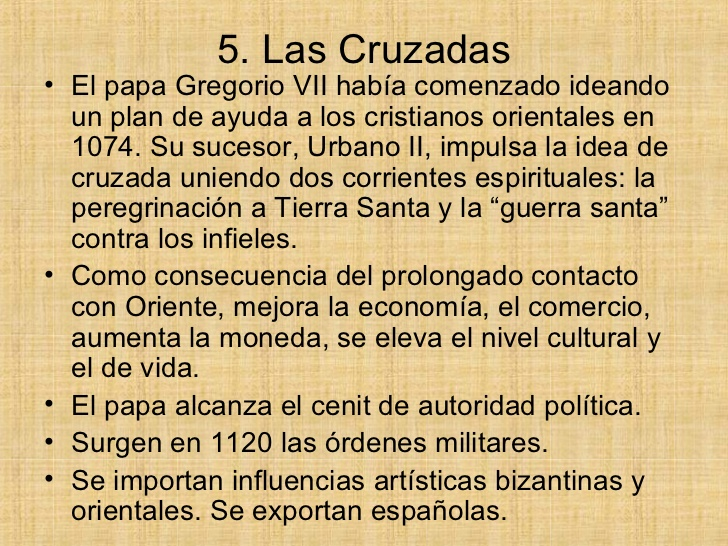 5. Las Cruzadas
• El papa Gregorio VII había comenzado ideando
un plan de ayuda a los cristianos orientales en
1074. Su sucesor, Urbano II, impulsa la idea de
cruzada uniendo dos corrientes espirituales: la
peregrinación a Tierra Santa y la “guerra santa”
contra los infieles.
• Como consecuencia del prolongado contacto
con Oriente, mejora la economía, el comercio,
aumenta la moneda, se eleva el nivel cultural y
el de vida.
• El papa alcanza el cenit de autoridad política.
• Surgen en 1120 las órdenes militares.
• Se importan influencias artísticas bizantinas y
orientales. Se exportan españolas.